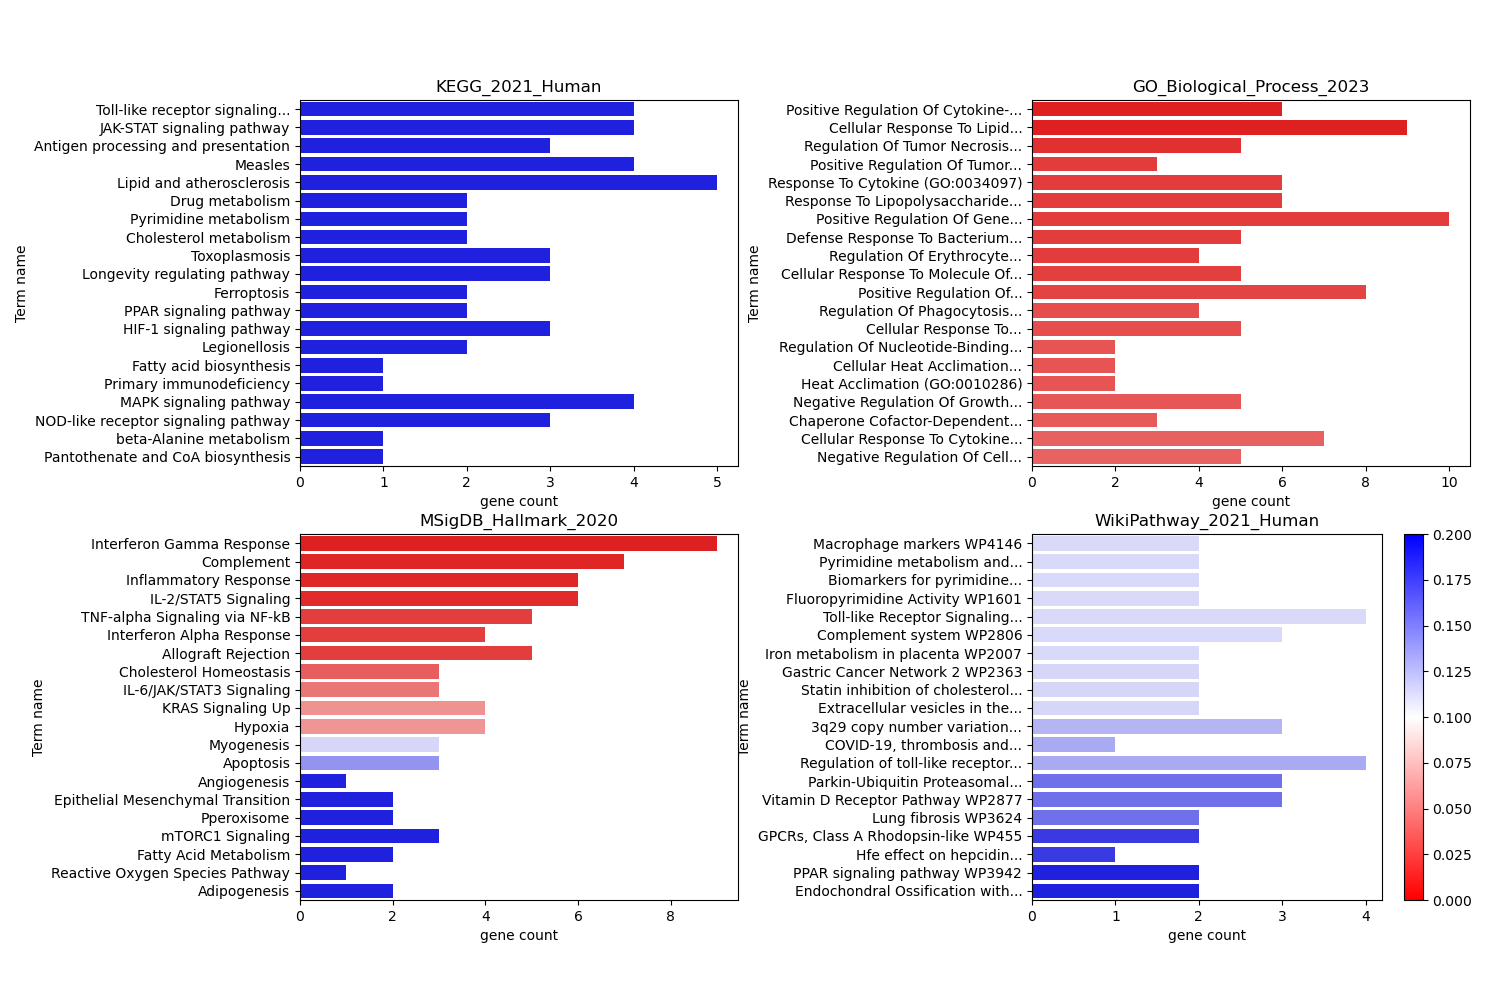 KEGG_2021_Human
Term name
Toll-like receptor signaling...
JAK-STAT signaling pathway
Antigen processing and presentation
Measles
Lipid and atherosclerosis
Drug metabolism
Pyrimidine metabolism
Cholesterol metabolism
Toxoplasmosis
Longevity regulating pathway
Ferroptosis
PPAR signaling pathway
HIF-1 signaling pathway
Legionellosis
Fatty acid biosynthesis
Primary immunodeficiency
MAPK signaling pathway
NOD-like receptor signaling pathway
beta-Alanine metabolism
Pantothenate and CoA biosynthesis
0 1 2 3 4 5
gene count
GO_Biological_Process_2023
Term name
Positive Regulation Of Cytokine-...
Cellular Response To Lipid...
Regulation Of Tumor Necrosis...
Positive Regulation Of Tumor...
Response To Cytokine (GO:0034097)
Response To Lipopolysaccharide...
Positive Regulation Of Gene...
Defense Response To Bacterium...
Regulation Of Erythrocyte...
Cellular Response To Molecule Of...
Positive Regulation Of...
Regulation Of Phagocytosis...
Cellular Response To...
Regulation Of Nucleotide-Binding...
Cellular Heat Acclimation...
Heat Acclimation (GO:0010286)
Negative Regulation Of Growth...
Chaperone Cofactor-Dependent...
Cellular Response To Cytokine...
Negative Regulation Of Cell...
0 2 4 6 8 10
gene count
MSigDB_Hallmark_2020
Term name
Interferon Gamma Response
Complement
Inflammatory Response
IL-2/STAT5 Signaling
TNF-alpha Signaling via NF-kB
Interferon Alpha Response
Allograft Rejection
Cholesterol Homeostasis
IL-6/JAK/STAT3 Signaling
KRAS Signaling Up
Hypoxia
Myogenesis
Apoptosis
Angiogenesis
Epithelial Mesenchymal Transition
Pperoxisome
mTORC1 Signaling
Fatty Acid Metabolism
Reactive Oxygen Species Pathway
Adipogenesis
0 2 4 6 8
gene count
WikiPathway_2021_Human
Term name
Macrophage markers WP4146
Pyrimidine metabolism and...
Biomarkers for pyrimidine...
Fluoropyrimidine Activity WP1601
Toll-like Receptor Signaling...
Complement system WP2806
Iron metabolism in placenta WP2007
Gastric Cancer Network 2 WP2363
Statin inhibition of cholesterol...
Extracellular vesicles in the...
3q29 copy number variation...
COVID-19, thrombosis and...
Regulation of toll-like receptor...
Parkin-Ubiquitin Proteasomal...
Vitamin D Receptor Pathway WP2877
Lung fibrosis WP3624
GPCRs, Class A Rhodopsin-like WP455
Hfe effect on hepcidin...
PPAR signaling pathway WP3942
Endochondral Ossification with...
0 1 2 3 4
gene count
0.200
0.175
0.150
0.125
0.100
0.075
0.050
0.025
0.000